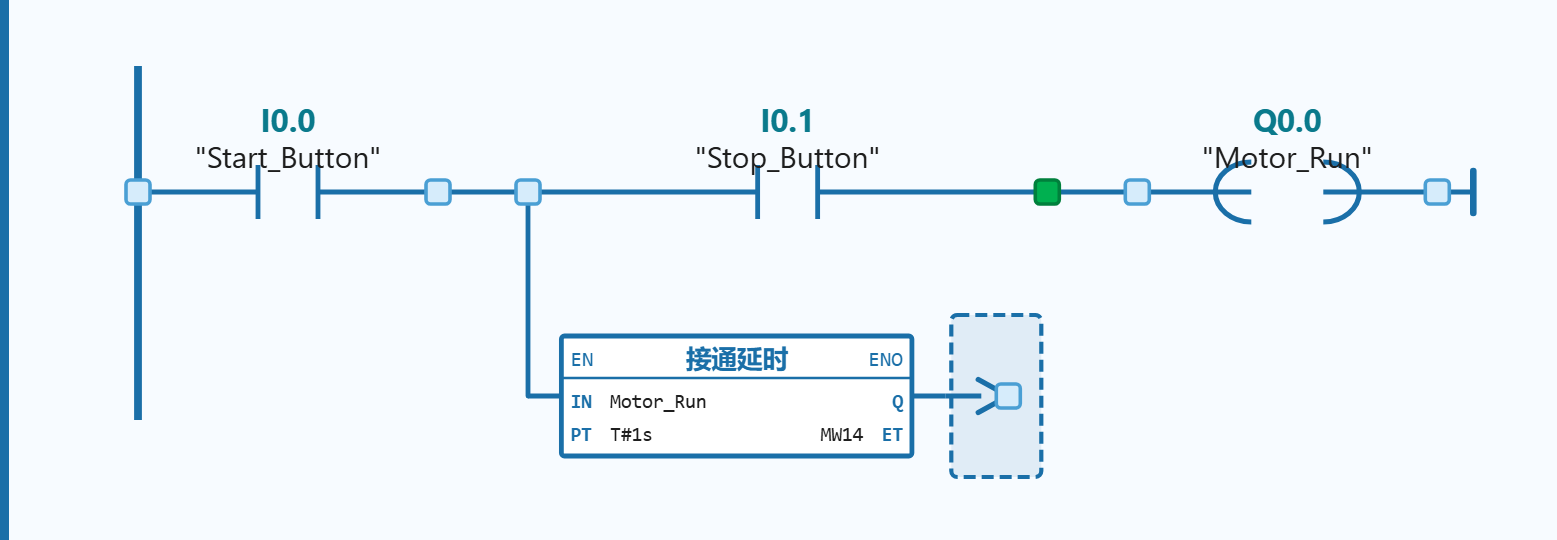 I0.0
"Start_Button"
I0.1
"Stop_Button"
Q0.0
"Motor_Run"
EN 接通延时 ENO
IN Motor_Run Q
PT T#1s MW14 ET